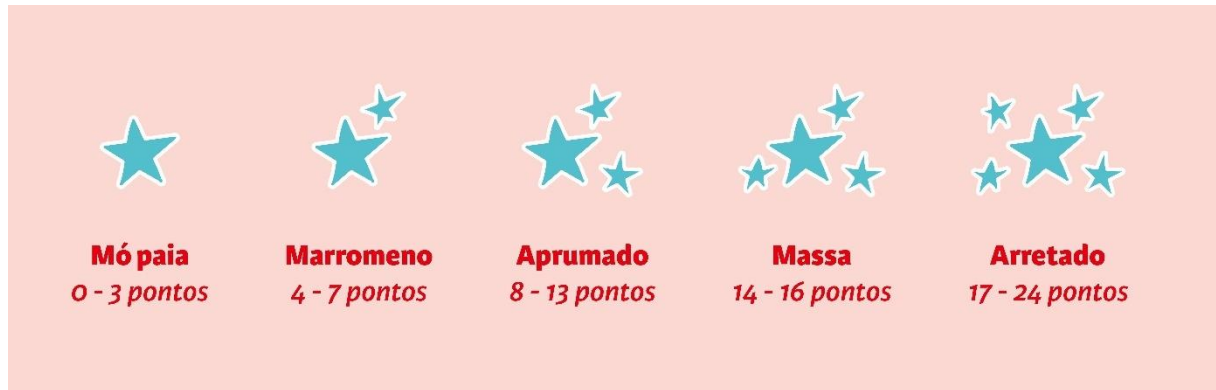 Mó paia
0 - 3 pontos
Marromeno
4 - 7 pontos
Aprumado
8 - 13 pontos
Massa
14 - 16 pontos
Arretado
17 - 24 pontos